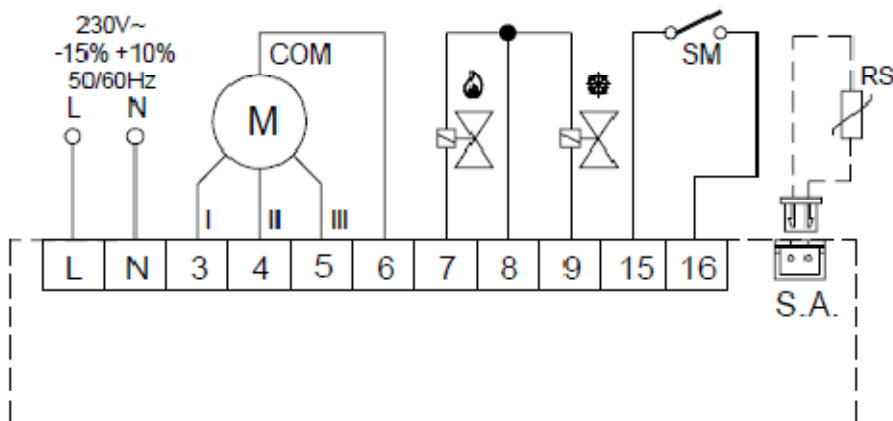 230V~
-15% +10%
50/60Hz
L N
COM
M
I II III
SM
RS
L N 3 4 5 6 7 8 9 15 16
S.A.